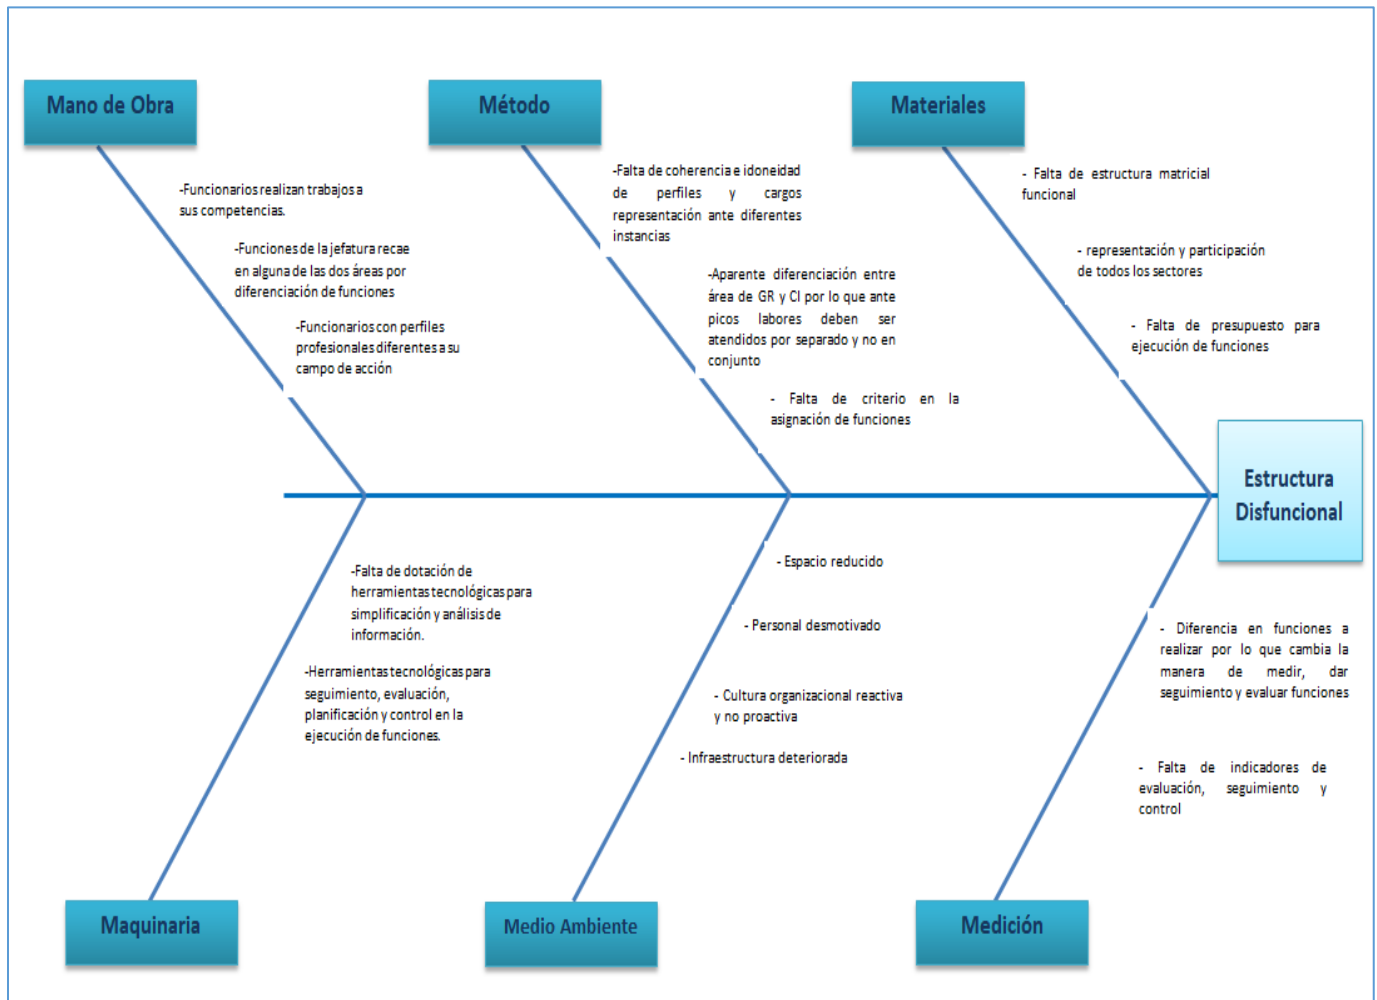 Mano de Obra
Método
Materiales
-Funcionarios realizan trabajos a
sus competencias.
-Funciones de la jefatura recae
en alguna de las dos áreas por
diferenciación de funciones
-Funcionarios con perfiles
profesionales diferentes a su
campo de acción
-Falta de coherencia e idoneidad
de perfiles y cargos
representación ante diferentes
instancias
-Aparente diferenciación entre
área de GR y CI por lo que ante
picos labores deben ser
atendidos por separado y no en
conjunto
- Falta de criterio en la
asignación de funciones
- Falta de estructura matricial
funcional
- representación y participación
de todos los sectores
- Falta de presupuesto para
ejecución de funciones
Estructura
Disfuncional
-Falta de dotación de
herramientas tecnológicas para
simplificación y análisis de
información.
-Herramientas tecnológicas para
seguimiento, evaluación,
planificación y control en la
ejecución de funciones.
- Espacio reducido
- Personal desmotivado
- Cultura organizacional reactiva
y no proactiva
- Infraestructura deteriorada
- Diferencia en funciones a
realizar por lo que cambia la
manera de medir, dar
seguimiento y evaluar funciones
- Falta de indicadores de
evaluación, seguimiento y
control
Maquinaria
Medio Ambiente
Medición